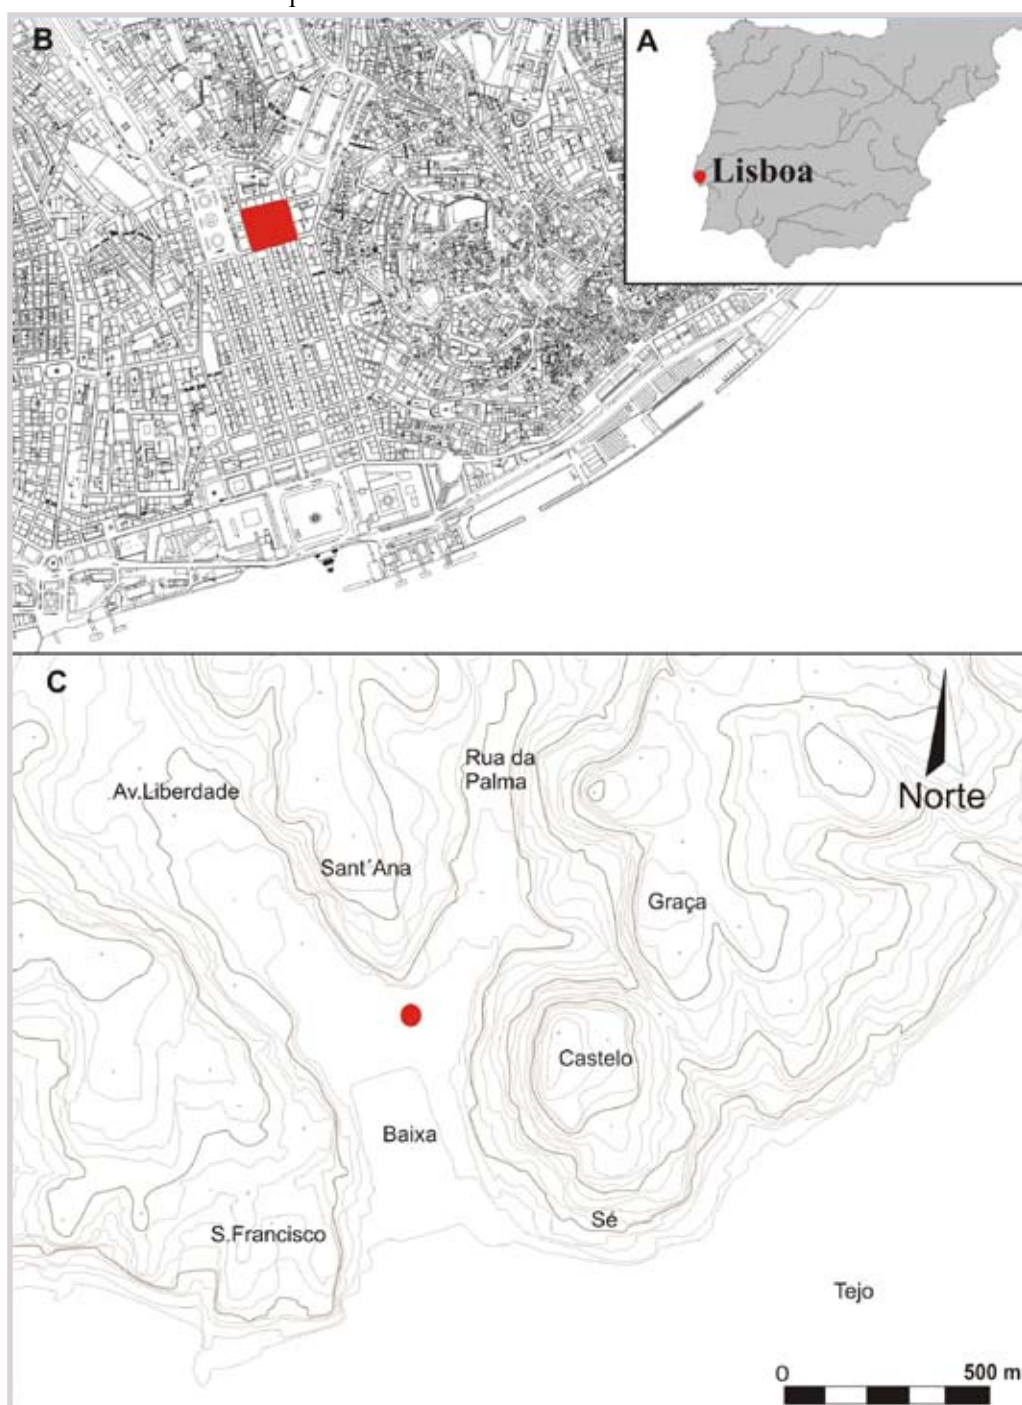 B
A
Lisboa
C
Rua da
Palma
Av.Liberdade
Norte
Sant´Ana
Graça
Castelo
Baixa
Sé
S.Francisco
Tejo
0
500 m